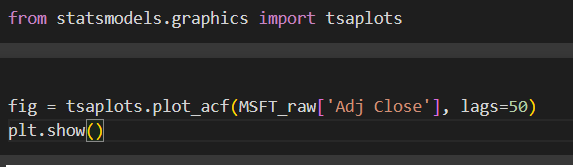 from statsmodels.graphics import tsaplots
fig = tsaplots.plot_acf(MSFT_raw['Adj Close'], lags=50)
plt.show()